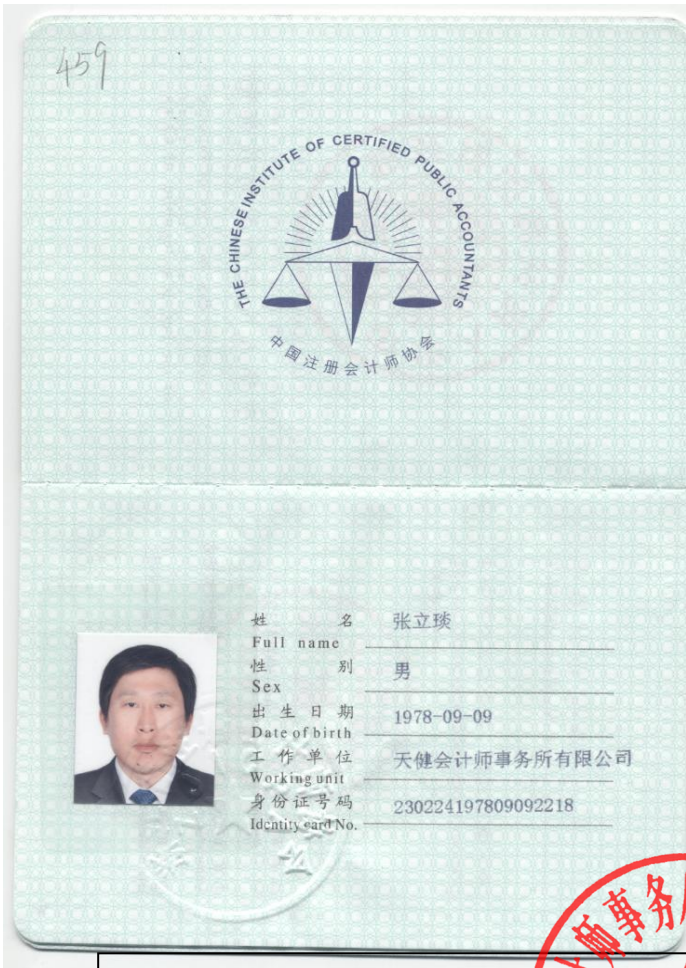 459
THE CHINESE INSTITUTE OF CERTIFIED PUBLIC ACCOUNTANTS
中国注册会计师协会
姓 名 张立琰
Full name
性 别 男
Sex
出生日期 1978-09-09
Date of birth
工作单位 天健会计师事务所有限公司
Working unit
身份证号码 230224197809092218
Identity card No.
师事务